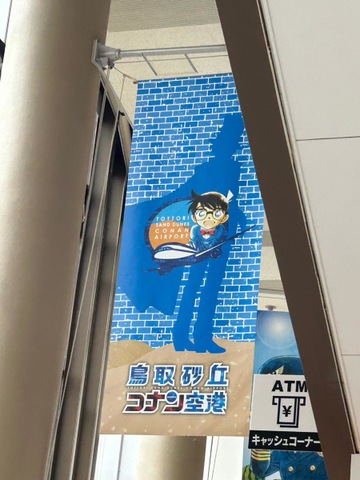 TOTTORI
SAND DUNES
CONAN
AIRPORT
鳥取砂丘
コナン空港
ATM
¥
キャッシュコーナー